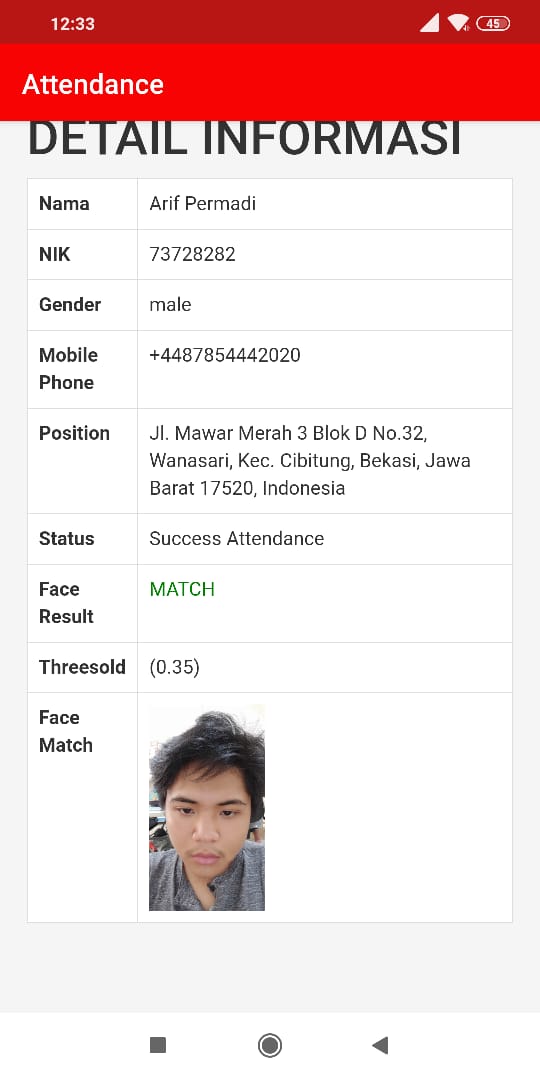 12:33
45
Attendance
DETAIL INFORMASI
Nama Arif Permadi
NIK 73728282
Gender male
Mobile +4487854442020
Phone
Position Jl. Mawar Merah 3 Blok D No.32,
Wanasari, Kec. Cibitung, Bekasi, Jawa
Barat 17520, Indonesia
Status Success Attendance
Face MATCH
Result
Threesold (0.35)
Face
Match